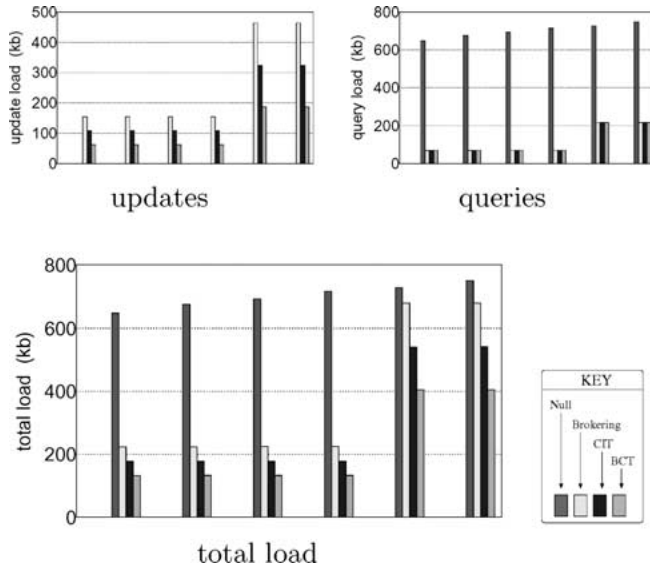 500
400
300
200
100
0
update load (kb)
updates
800
600
400
200
0
query load (kb)
queries
800
600
400
200
0
total load (kb)
total load
KEY
Null
Brokering
CIT
BCT